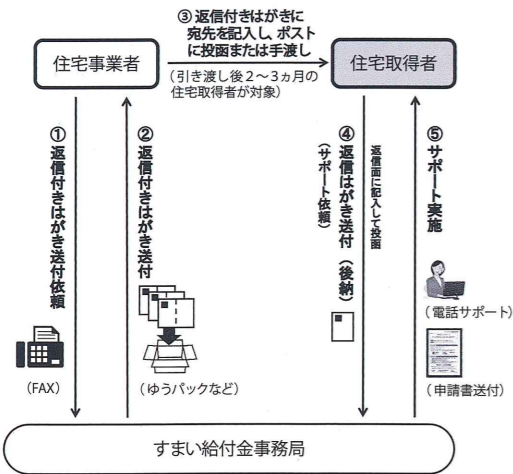 ③返信付きはがきに
宛先を記入し、ポスト
に投函または手渡し
住宅事業者
住宅取得者
(引き渡し後2〜3ヵ月の
住宅取得者が対象)
①返信付きはがき送付依頼
②返信付きはがき送付
④返信はがき送付(後納)
(サポート依頼)
返信面に記入して投函
⑤サポート実施
(FAX)
(ゆうパックなど)
(電話サポート)
(申請書送付)
すまい給付金事務局